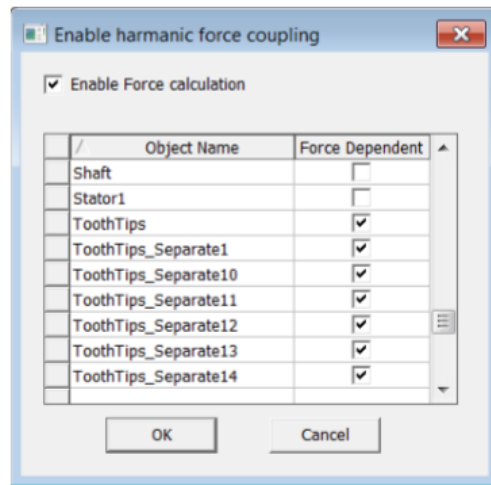 Enable harmanic force coupling
Enable Force calculation
Object Name Force Dependent
Shaft
Stator1
ToothTips
ToothTips_Separate1
ToothTips_Separate10
ToothTips_Separate11
ToothTips_Separate12
ToothTips_Separate13
ToothTips_Separate14
OK Cancel